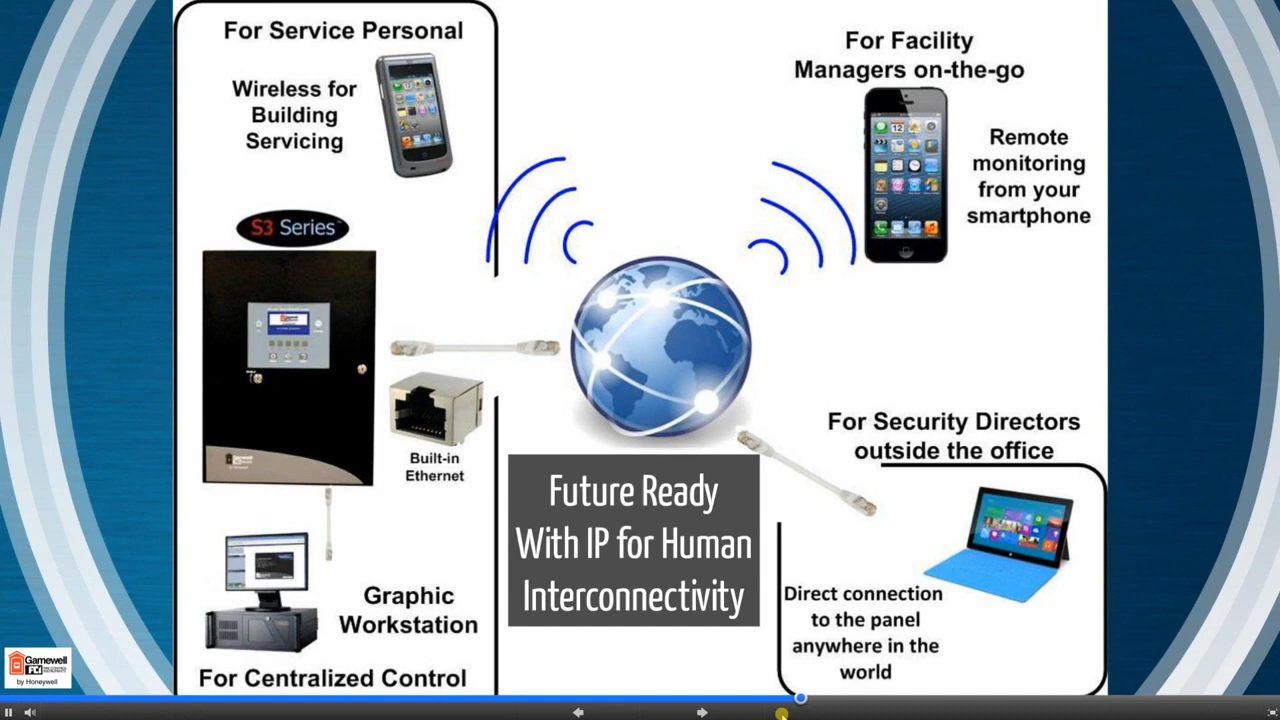 For Service Personal
Wireless for
Building
Servicing
S3 Series™
Built-in
Ethernet
Graphic
Workstation
For Centralized Control
For Facility
Managers on-the-go
Remote
monitoring
from your
smartphone
Future Ready
With IP for Human
Interconnectivity
For Security Directors
outside the office
Direct connection
to the panel
anywhere in the
world
Gamewell
FCI
by Honeywell